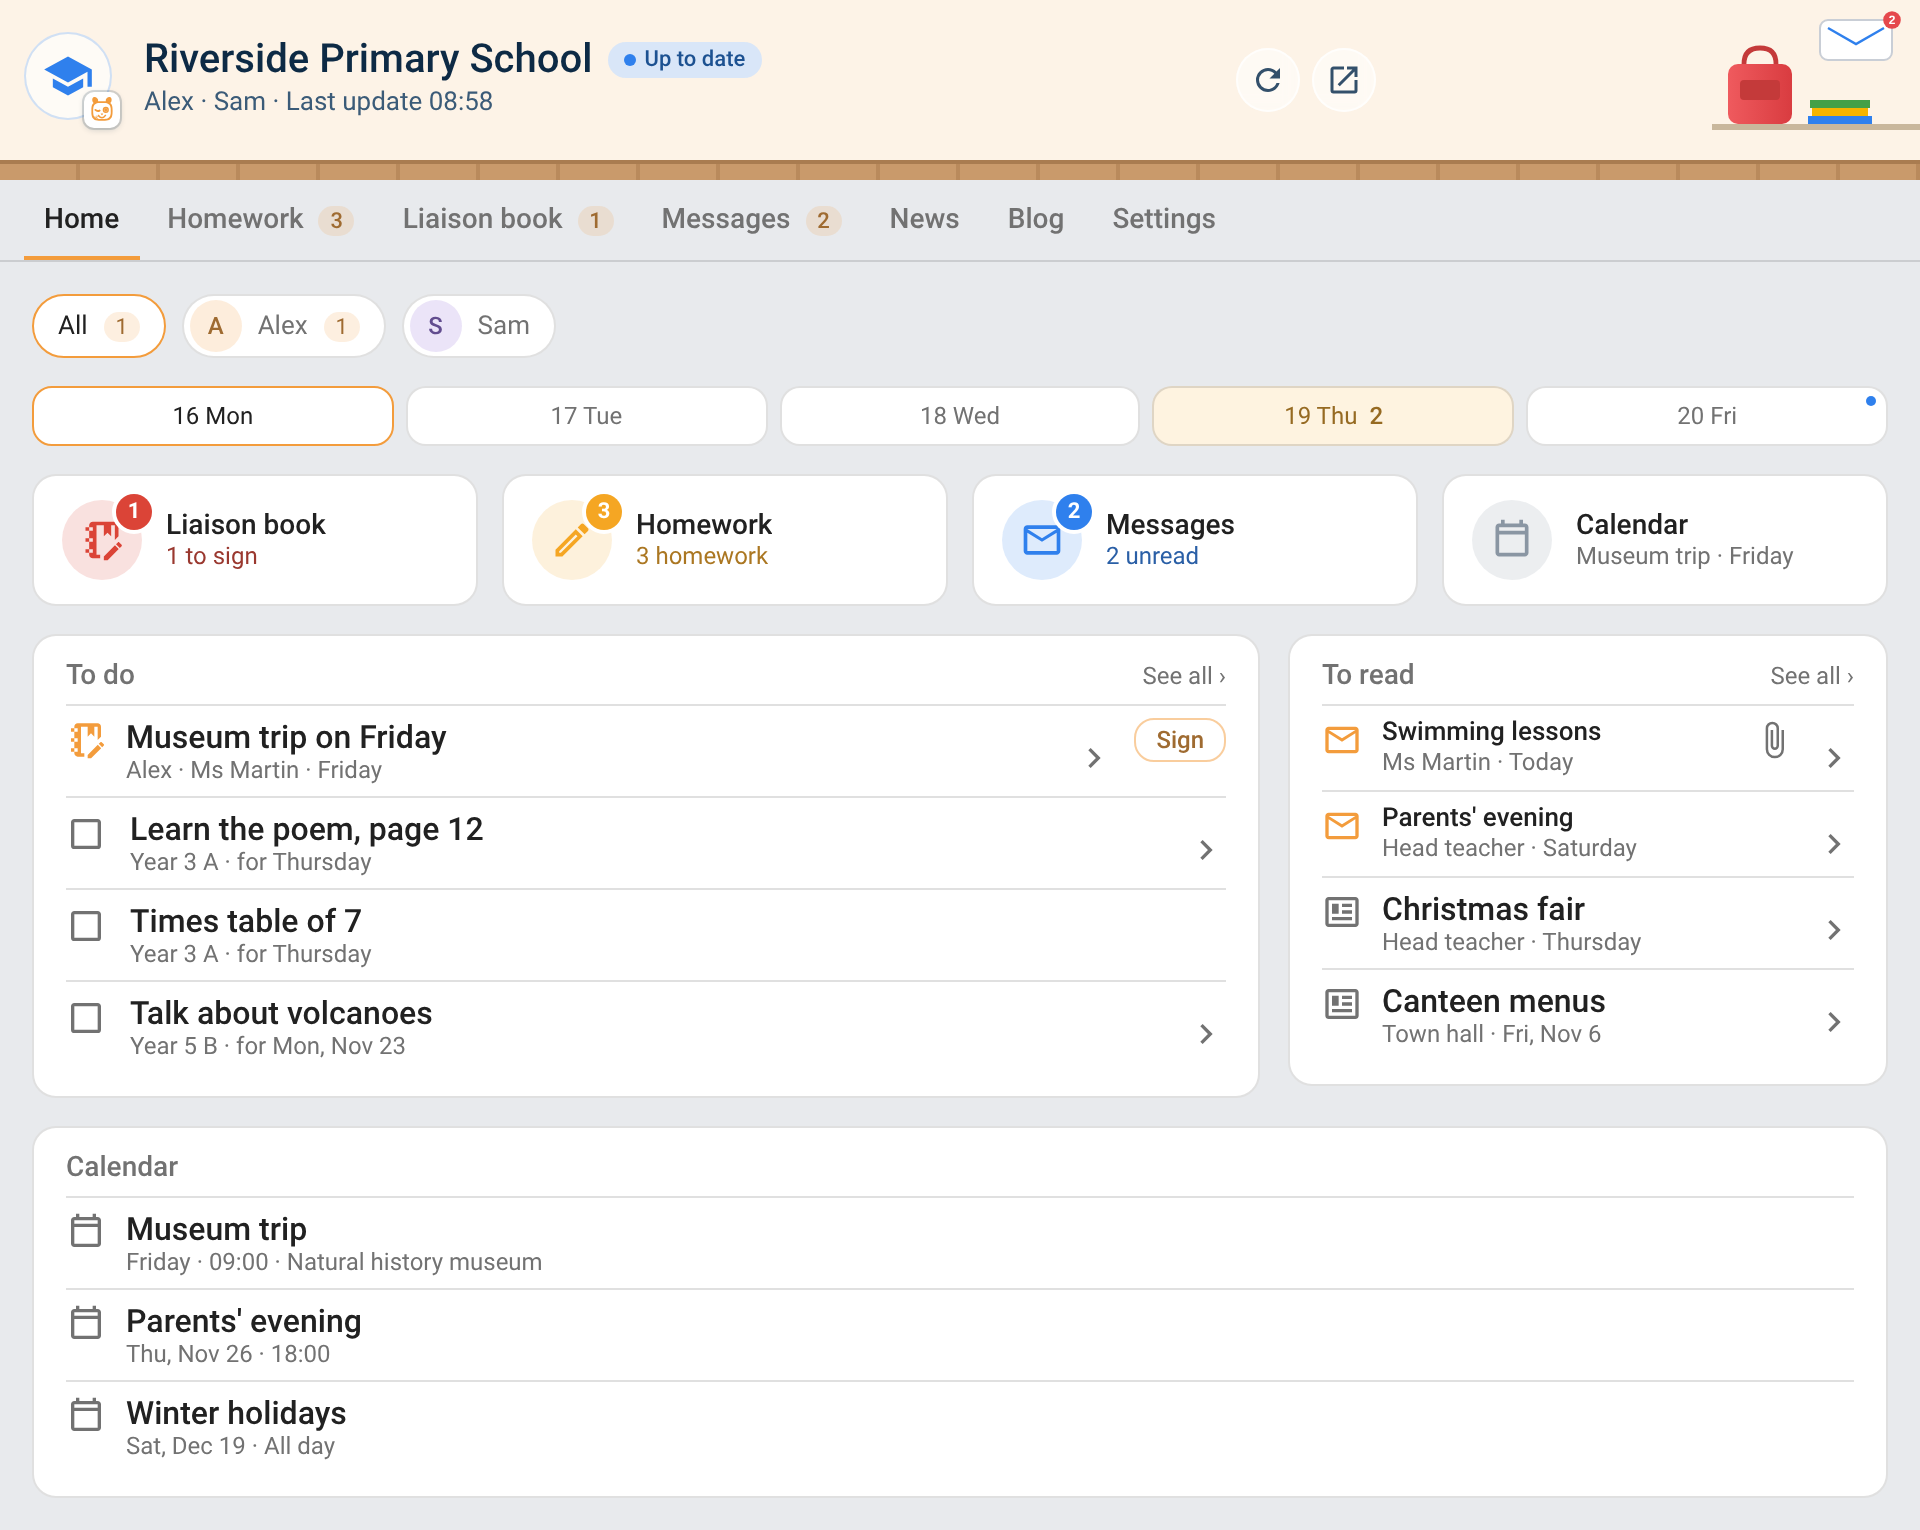 Riverside Primary School
Up to date
Alex · Sam · Last update 08:58
2
Home
Homework 3
Liaison book 1
Messages 2
News
Blog
Settings
All 1
A Alex 1
S Sam
16 Mon
17 Tue
18 Wed
19 Thu 2
20 Fri
1
Liaison book
1 to sign
3
Homework
3 homework
2
Messages
2 unread
Calendar
Museum trip · Friday
To do
See all ›
Museum trip on Friday
Alex · Ms Martin · Friday
Sign
Learn the poem, page 12
Year 3 A · for Thursday
Times table of 7
Year 3 A · for Thursday
Talk about volcanoes
Year 5 B · for Mon, Nov 23
To read
See all ›
Swimming lessons
Ms Martin · Today
Parents' evening
Head teacher · Saturday
Christmas fair
Head teacher · Thursday
Canteen menus
Town hall · Fri, Nov 6
Calendar
Museum trip
Friday · 09:00 · Natural history museum
Parents' evening
Thu, Nov 26 · 18:00
Winter holidays
Sat, Dec 19 · All day